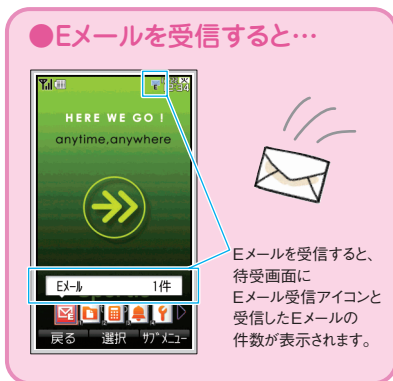 ●Eメールを受信すると…
HERE WE GO !
anytime,anywhere
Eメール 1件
戻る 選択 サブメニュー
Eメールを受信すると、
待受画面に
Eメール受信アイコンと
受信したEメールの
件数が表示されます。